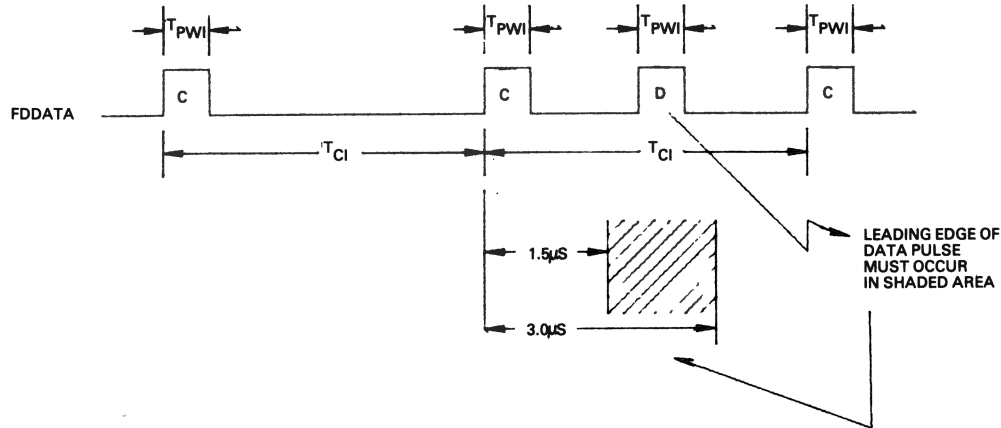 TPWI TPWI TPWI TPWI
FDDATA C C D C
TCI TCI
1.5µS
3.0µS
LEADING EDGE OF
DATA PULSE
MUST OCCUR
IN SHADED AREA